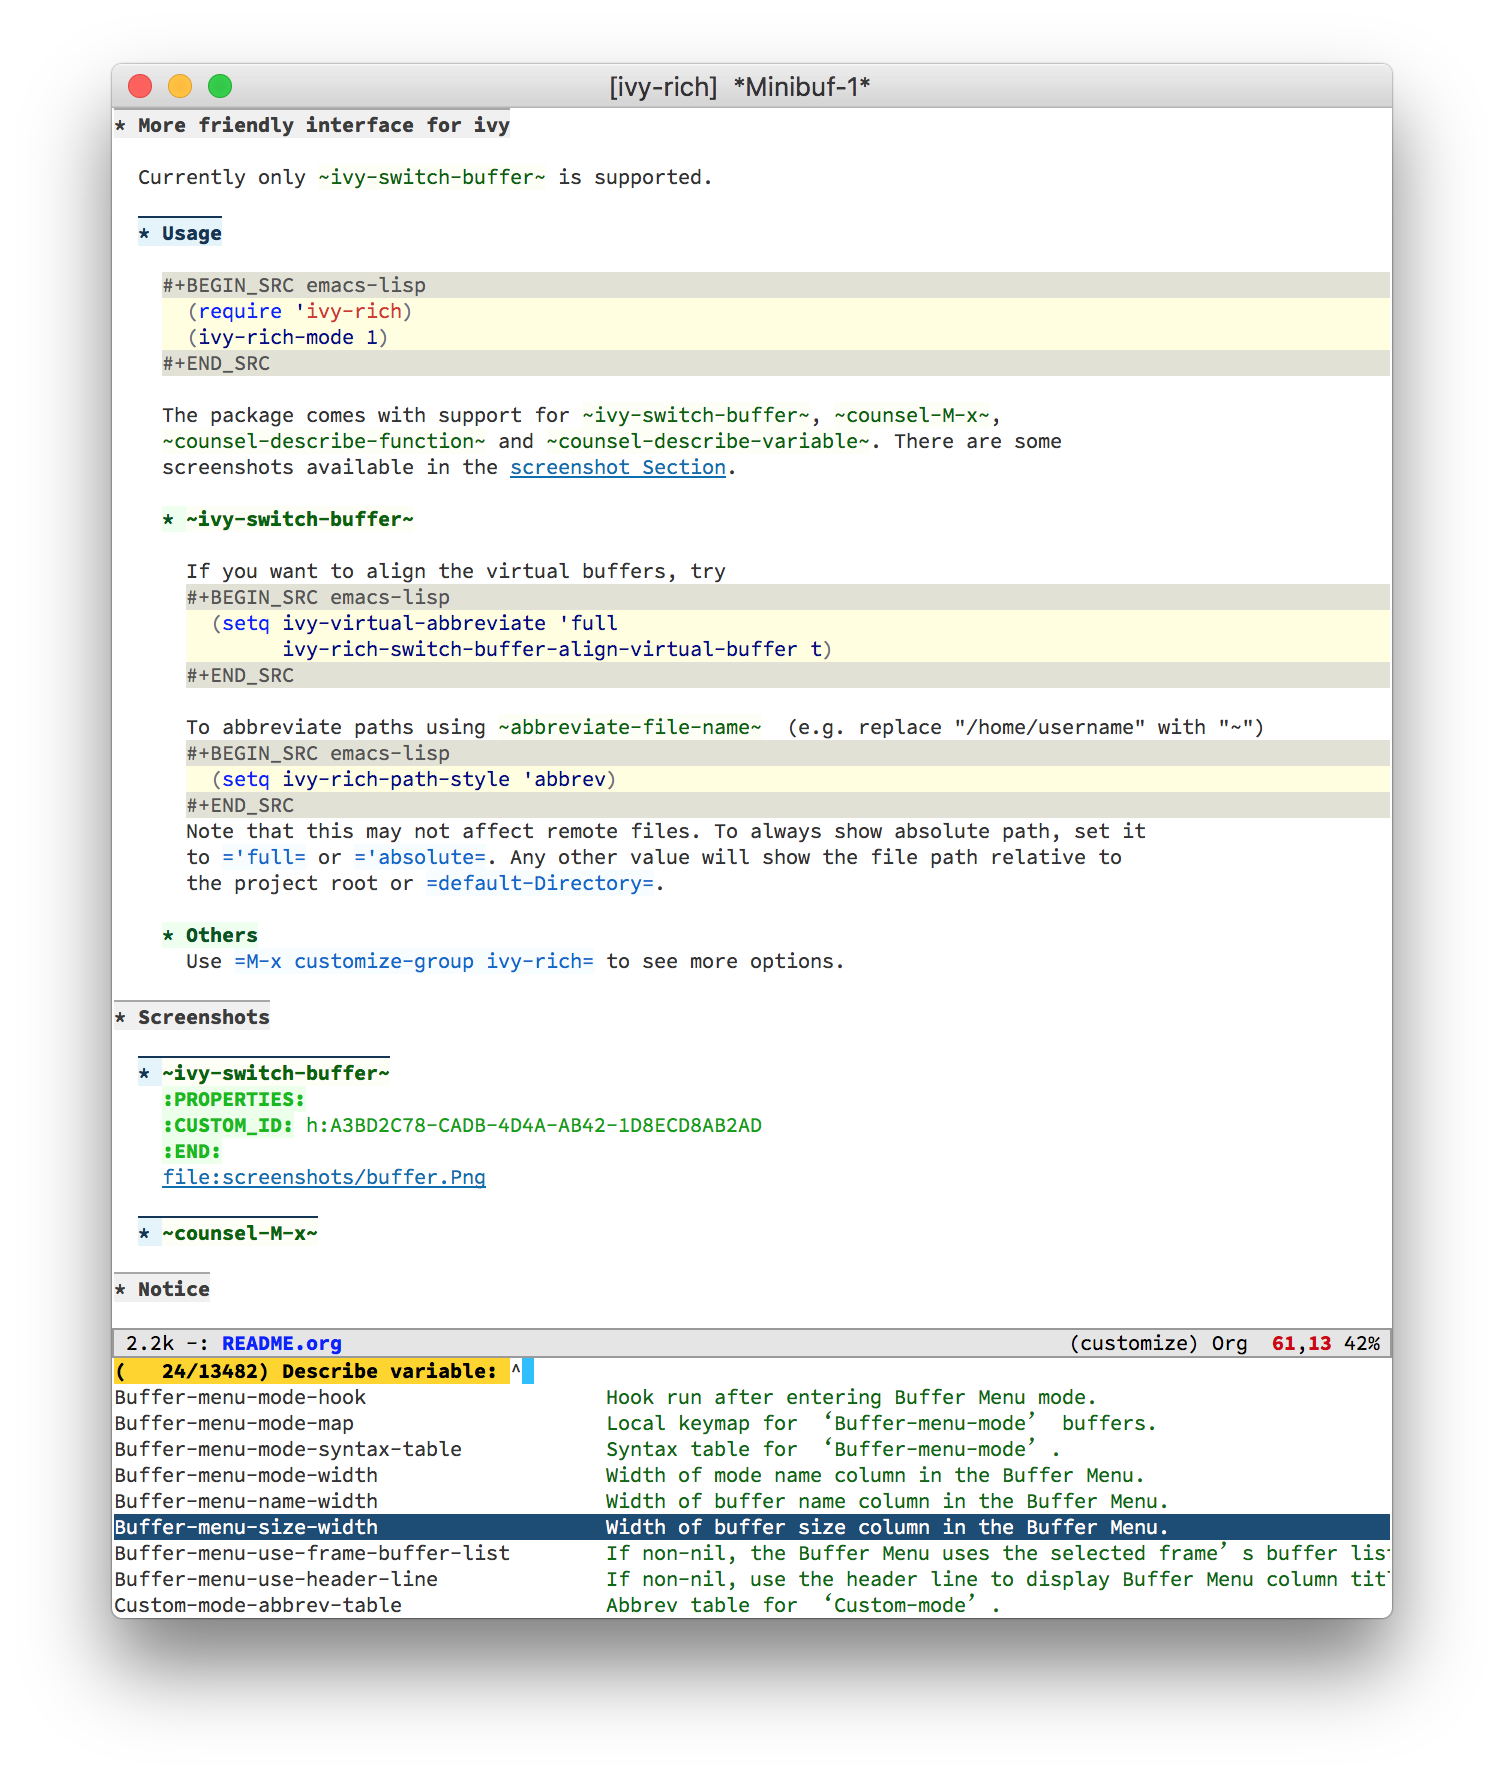 [ivy-rich] *Minibuf-1*
* More friendly interface for ivy
Currently only ~ivy-switch-buffer~ is supported.
* Usage
#+BEGIN_SRC emacs-lisp
(require 'ivy-rich)
(ivy-rich-mode 1)
#+END_SRC
The package comes with support for ~ivy-switch-buffer~, ~counsel-M-x~,
~counsel-describe-function~ and ~counsel-describe-variable~. There are some
screenshots available in the screenshot Section.
* ~ivy-switch-buffer~
If you want to align the virtual buffers, try
#+BEGIN_SRC emacs-lisp
(setq ivy-virtual-abbreviate 'full
ivy-rich-switch-buffer-align-virtual-buffer t)
#+END_SRC
To abbreviate paths using ~abbreviate-file-name~  (e.g. replace "/home/username" with "~")
#+BEGIN_SRC emacs-lisp
(setq ivy-rich-path-style 'abbrev)
#+END_SRC
Note that this may not affect remote files. To always show absolute path, set it
to ='full= or ='absolute=. Any other value will show the file path relative to
the project root or =default-Directory=.
* Others
Use =M-x customize-group ivy-rich= to see more options.
* Screenshots
* ~ivy-switch-buffer~
:PROPERTIES:
:CUSTOM_ID: h:A3BD2C78-CADB-4D4A-AB42-1D8ECD8AB2AD
:END:
file:screenshots/buffer.Png
* ~counsel-M-x~
* Notice
2.2k -: README.org (customize) Org 61,13 42%
(   24/13482) Describe variable: ^
Buffer-menu-mode-hook Hook run after entering Buffer Menu mode.
Buffer-menu-mode-map Local keymap for ‘Buffer-menu-mode’ buffers.
Buffer-menu-mode-syntax-table Syntax table for ‘Buffer-menu-mode’ .
Buffer-menu-mode-width Width of mode name column in the Buffer Menu.
Buffer-menu-name-width Width of buffer name column in the Buffer Menu.
Buffer-menu-size-width Width of buffer size column in the Buffer Menu.
Buffer-menu-use-frame-buffer-list If non-nil, the Buffer Menu uses the selected frame’ s buffer lis
Buffer-menu-use-header-line If non-nil, use the header line to display Buffer Menu column tit
Custom-mode-abbrev-table Abbrev table for ‘Custom-mode’ .